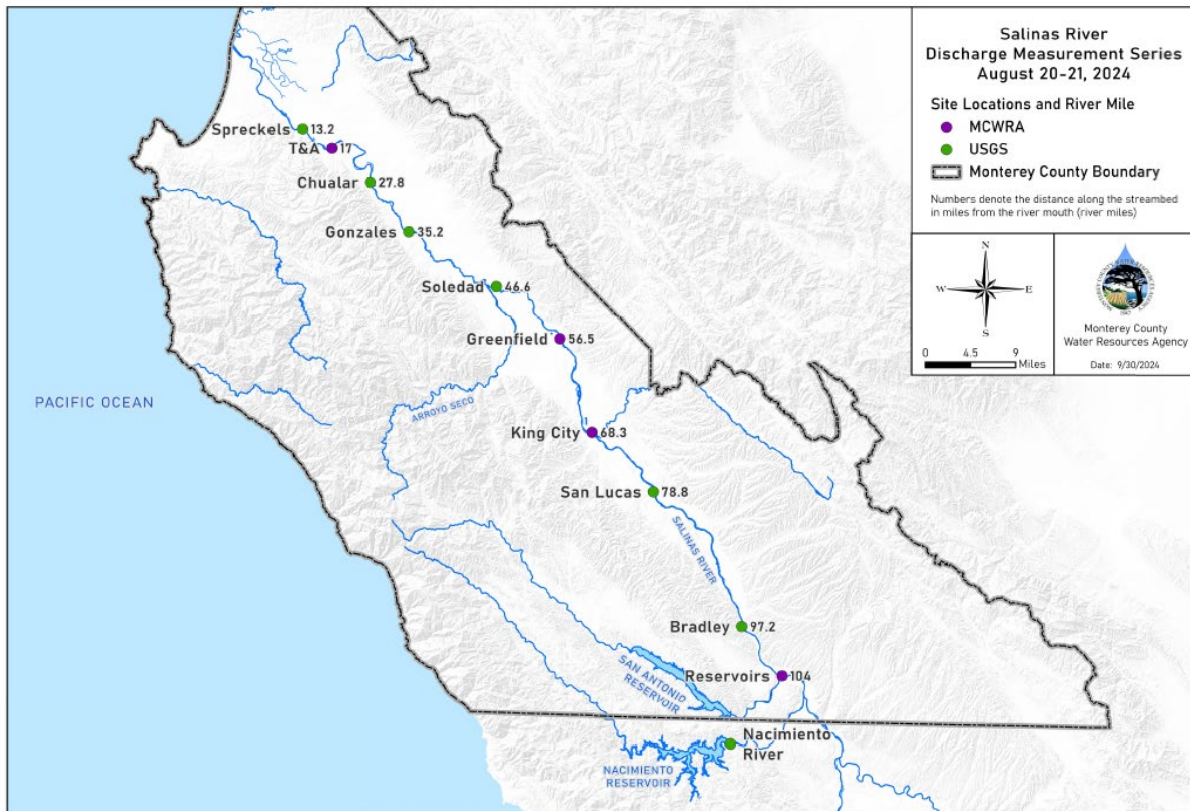 Salinas River
Discharge Measurement Series
August 20-21, 2024
Site Locations and River Mile
MCWRA
USGS
Monterey County Boundary
Numbers denote the distance along the streambed
in miles from the river mouth (river miles)
N
W E
S
0 4.5 9
Miles
Monterey County
Water Resources Agency
Date: 9/30/2024
Spreckels 13.2
T&A 17
Chualar 27.8
Gonzales 35.2
Soledad 46.6
Greenfield 56.5
PACIFIC OCEAN
ARROYO SECO
King City 68.3
San Lucas 78.8
SALINAS RIVER
Bradley 97.2
SAN ANTONIO
RESERVOIR
Reservoirs 104
Nacimiento
River
NACIMIENTO
RESERVOIR